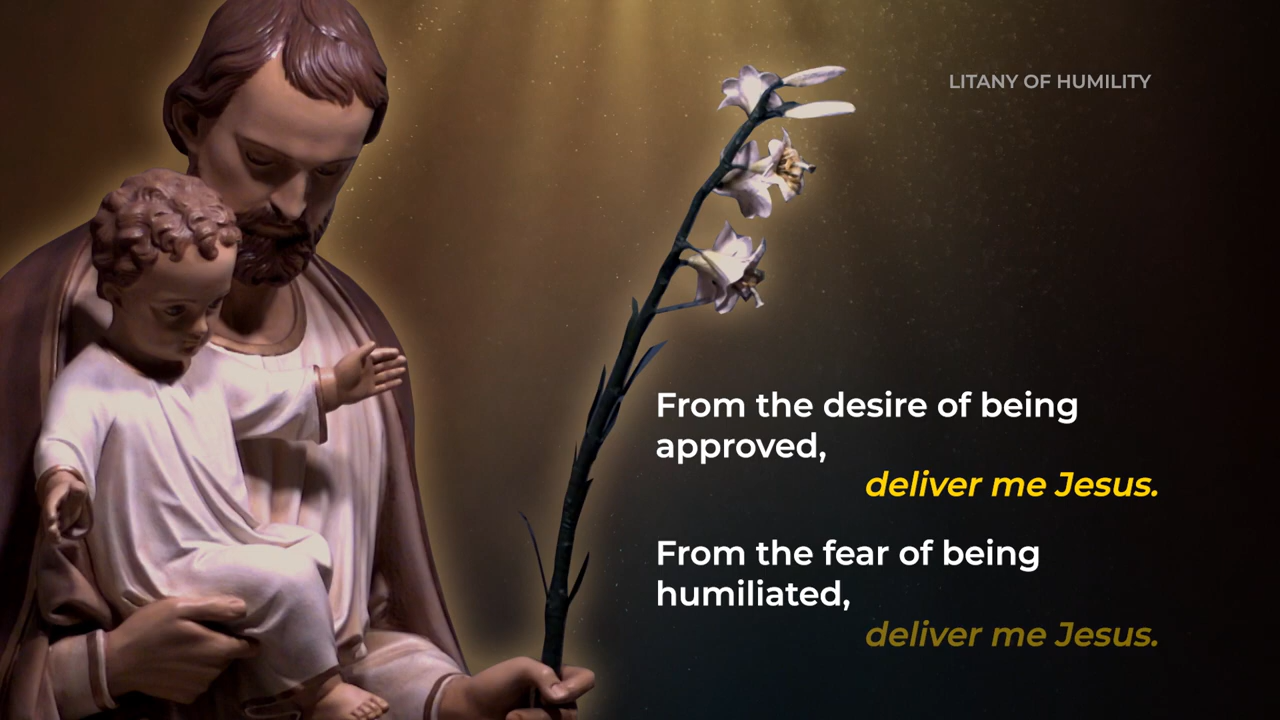 LITANY OF HUMILITY
From the desire of being
approved,
deliver me Jesus.
From the fear of being
humiliated,
deliver me Jesus.